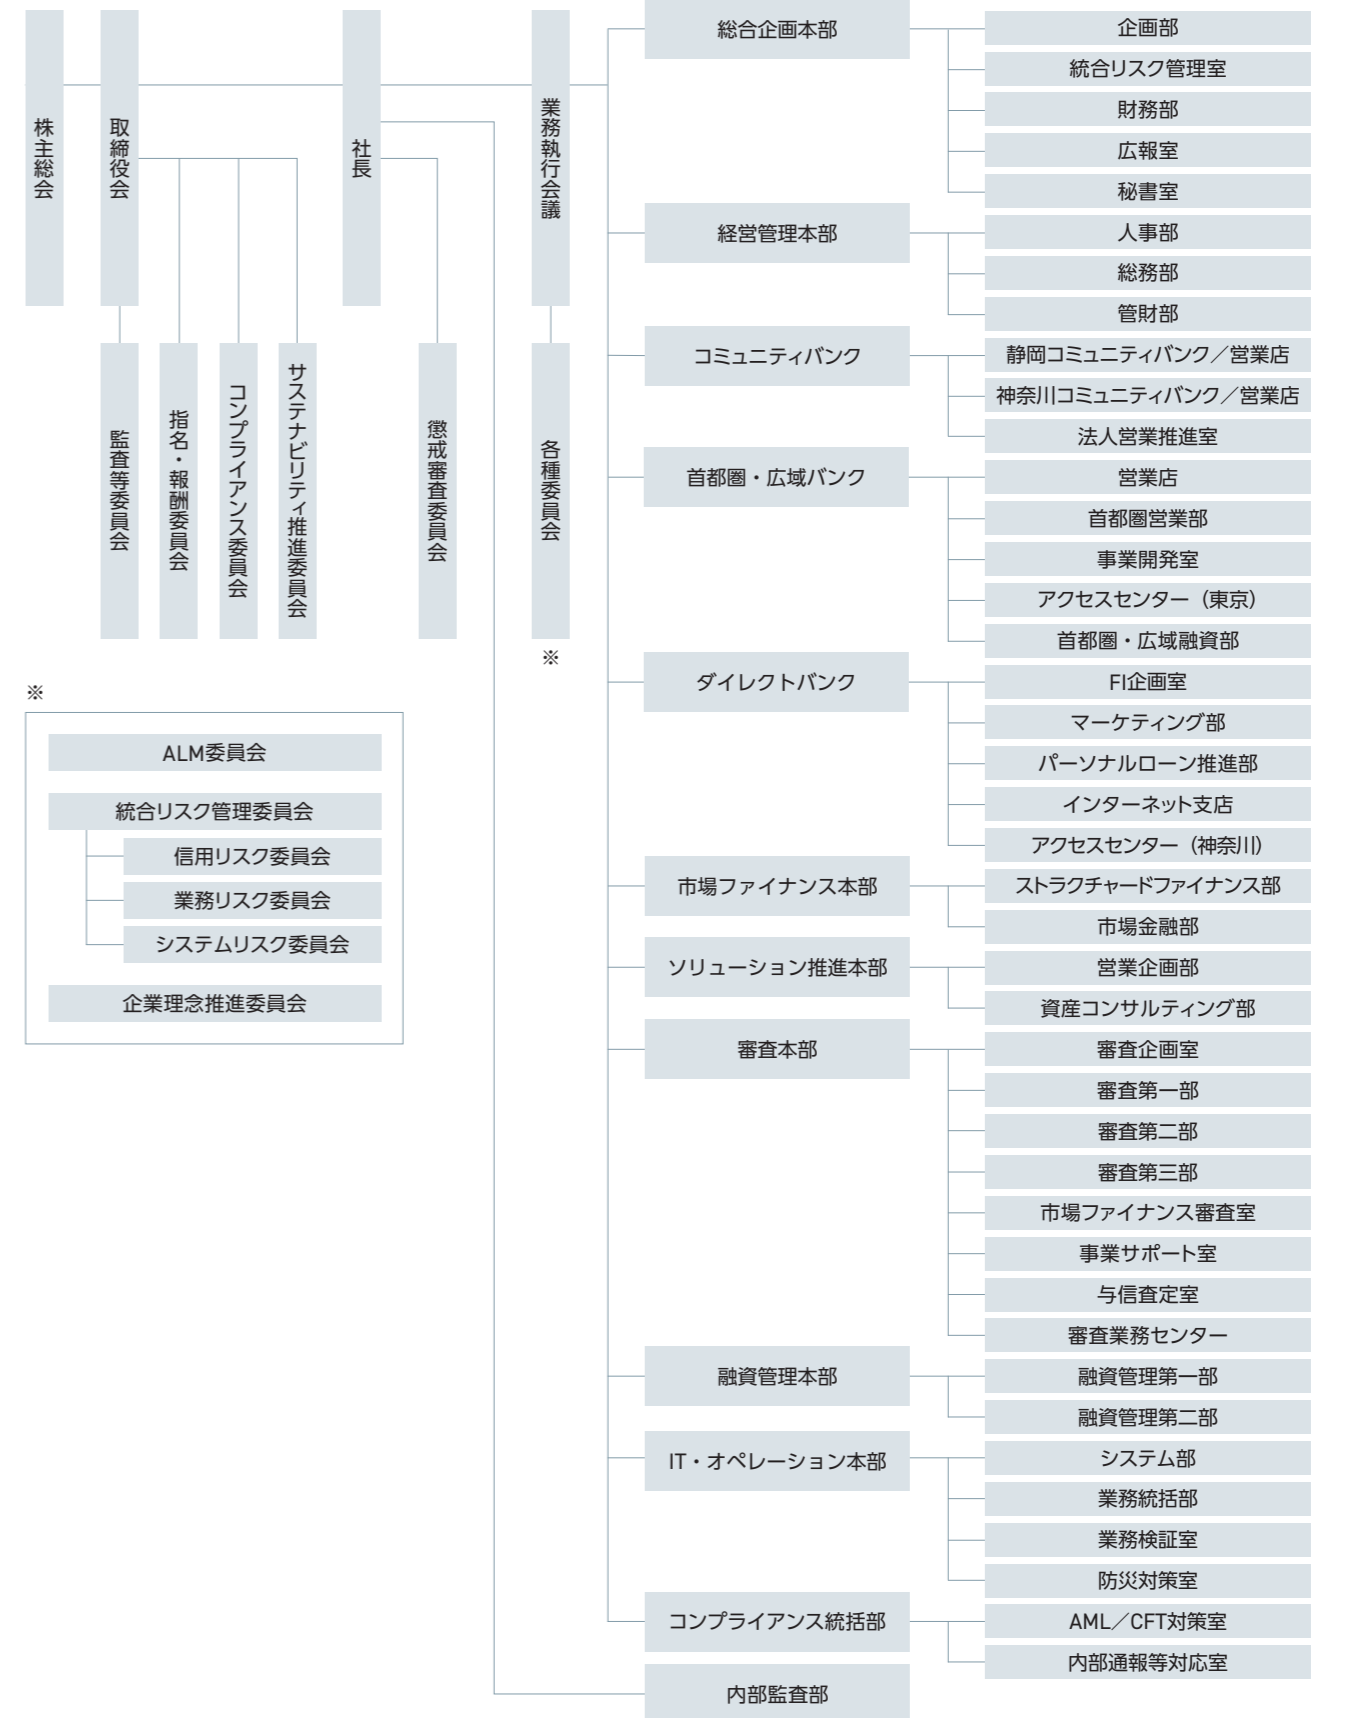 株主総会
取締役会
社長
業務執行会議
監査等委員会
指名・報酬委員会
コンプライアンス委員会
サステナビリティ推進委員会
懲戒審査委員会
各種委員会
※
※
ALM委員会
統合リスク管理委員会
信用リスク委員会
業務リスク委員会
システムリスク委員会
企業理念推進委員会
総合企画本部
企画部
統合リスク管理室
財務部
広報室
秘書室
経営管理本部
人事部
総務部
管財部
コミュニティバンク
静岡コミュニティバンク／営業店
神奈川コミュニティバンク／営業店
法人営業推進室
首都圏・広域バンク
営業店
首都圏営業部
事業開発室
アクセスセンター（東京）
首都圏・広域融資部
ダイレクトバンク
FI企画室
マーケティング部
パーソナルローン推進部
インターネット支店
アクセスセンター（神奈川）
市場ファイナンス本部
ストラクチャードファイナンス部
市場金融部
ソリューション推進本部
営業企画部
資産コンサルティング部
審査本部
審査企画室
審査第一部
審査第二部
審査第三部
市場ファイナンス審査室
事業サポート室
与信査定室
審査業務センター
融資管理本部
融資管理第一部
融資管理第二部
IT・オペレーション本部
システム部
業務統括部
業務検証室
防災対策室
コンプライアンス統括部
AML／CFT対策室
内部通報等対応室
内部監査部